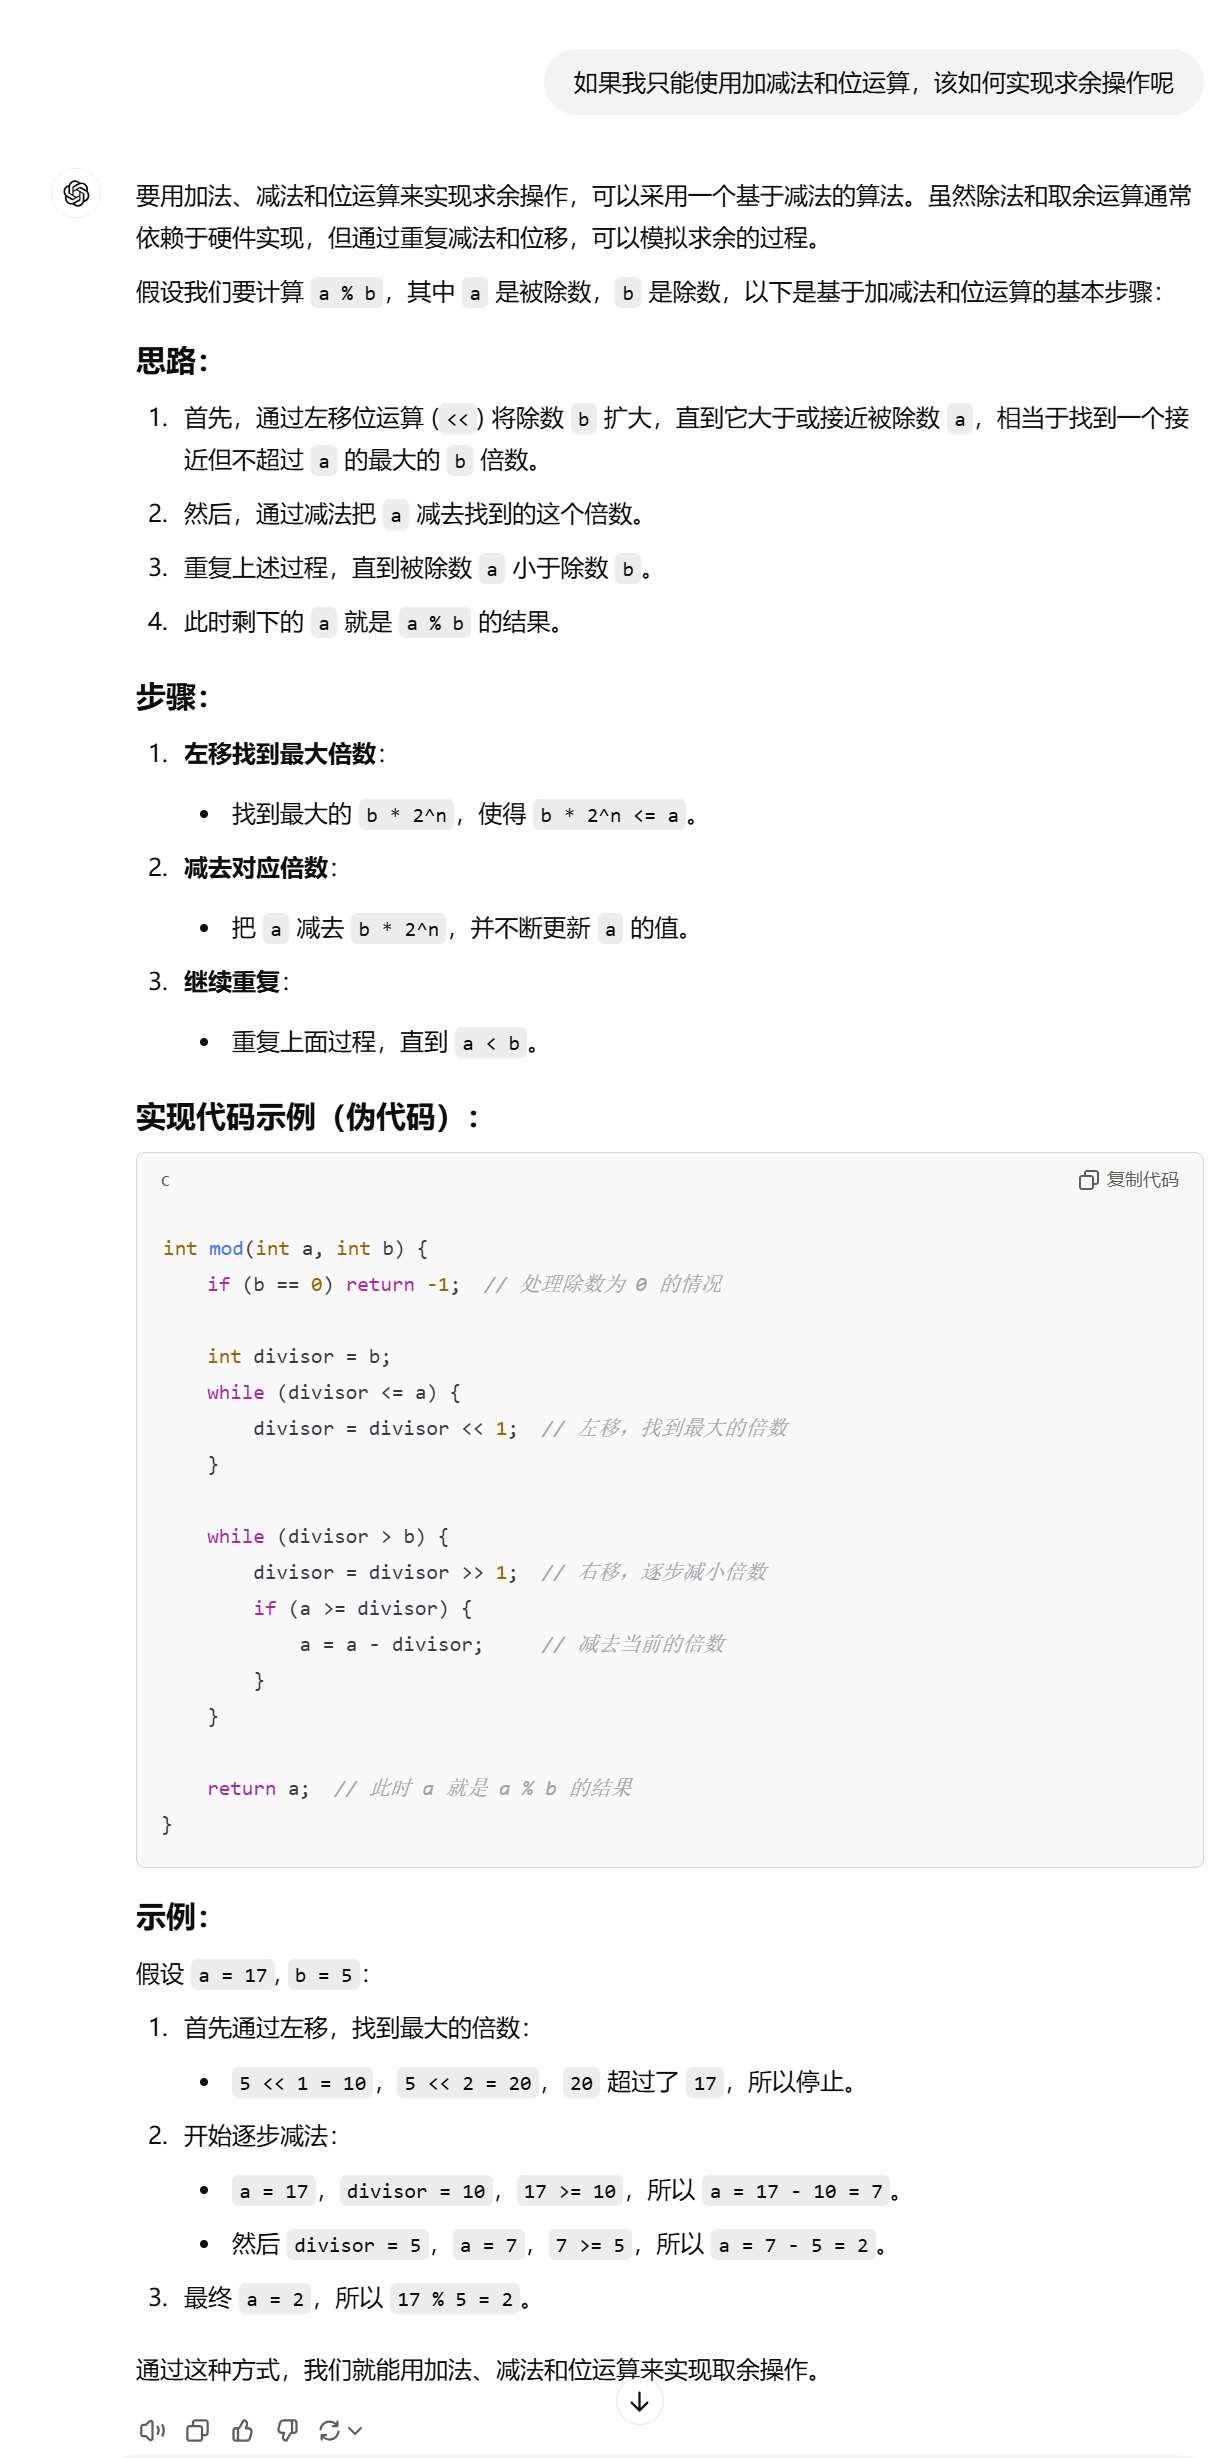 如果我只能使用加减法和位运算，该如何实现求余操作呢
要用加法、减法和位运算来实现求余操作，可以采用一个基于减法的算法。虽然除法和取余运算通常
依赖于硬件实现，但通过重复减法和位移，可以模拟求余的过程。
假设我们要计算 a % b，其中 a 是被除数，b 是除数，以下是基于加减法和位运算的基本步骤：
思路：
1. 首先，通过左移位运算 (<<) 将除数 b 扩大，直到它大于或接近被除数 a，相当于找到一个接
近但不超过 a 的最大的 b 倍数。
2. 然后，通过减法把 a 减去找到的这个倍数。
3. 重复上述过程，直到被除数 a 小于除数 b。
4. 此时剩下的 a 就是 a % b 的结果。
步骤：
1. 左移找到最大倍数：
• 找到最大的 b * 2^n，使得 b * 2^n <= a。
2. 减去对应倍数：
• 把 a 减去 b * 2^n，并不断更新 a 的值。
3. 继续重复：
• 重复上面过程，直到 a < b。
实现代码示例（伪代码）：
c 复制代码
int mod(int a, int b) {
    if (b == 0) return -1;  // 处理除数为 0 的情况
    int divisor = b;
    while (divisor <= a) {
        divisor = divisor << 1;  // 左移，找到最大的倍数
    }
    while (divisor > b) {
        divisor = divisor >> 1;  // 右移，逐步减小倍数
        if (a >= divisor) {
            a = a - divisor;     // 减去当前的倍数
        }
    }
    return a;  // 此时 a 就是 a % b 的结果
}
示例：
假设 a = 17, b = 5：
1. 首先通过左移，找到最大的倍数：
• 5 << 1 = 10，5 << 2 = 20，20 超过了 17，所以停止。
2. 开始逐步减法：
• a = 17，divisor = 10，17 >= 10，所以 a = 17 - 10 = 7。
• 然后 divisor = 5，a = 7，7 >= 5，所以 a = 7 - 5 = 2。
3. 最终 a = 2，所以 17 % 5 = 2。
通过这种方式，我们就能用加法、减法和位运算来实现取余操作。